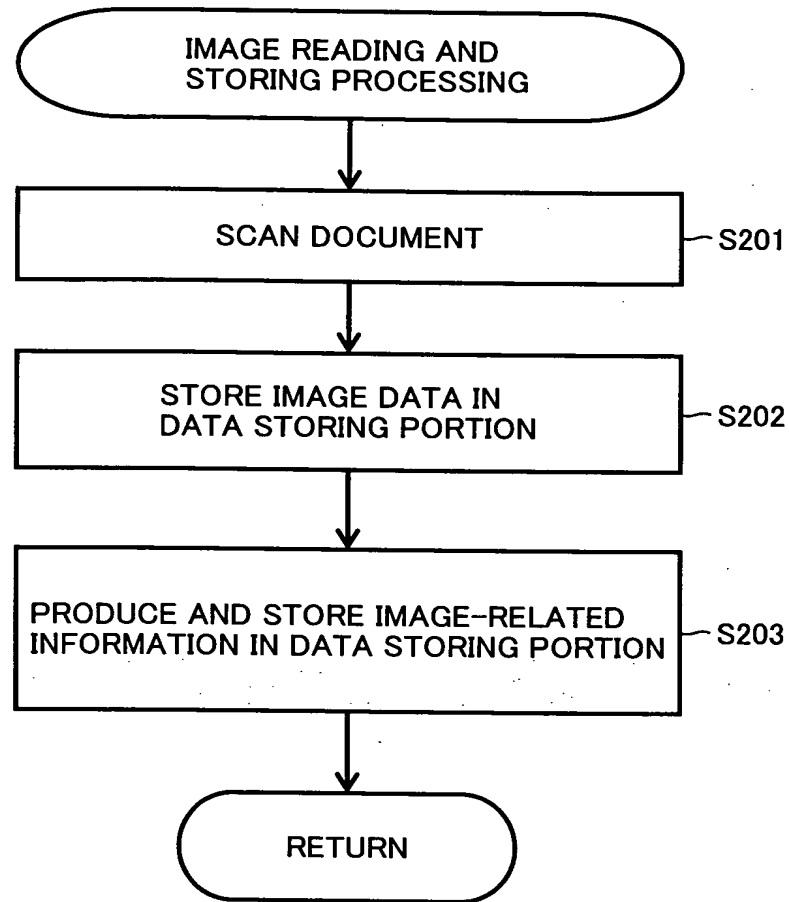 IMAGE READING AND
STORING PROCESSING
SCAN DOCUMENT
S201
STORE IMAGE DATA IN
DATA STORING PORTION
S202
PRODUCE AND STORE IMAGE-RELATED
INFORMATION IN DATA STORING PORTION
S203
RETURN